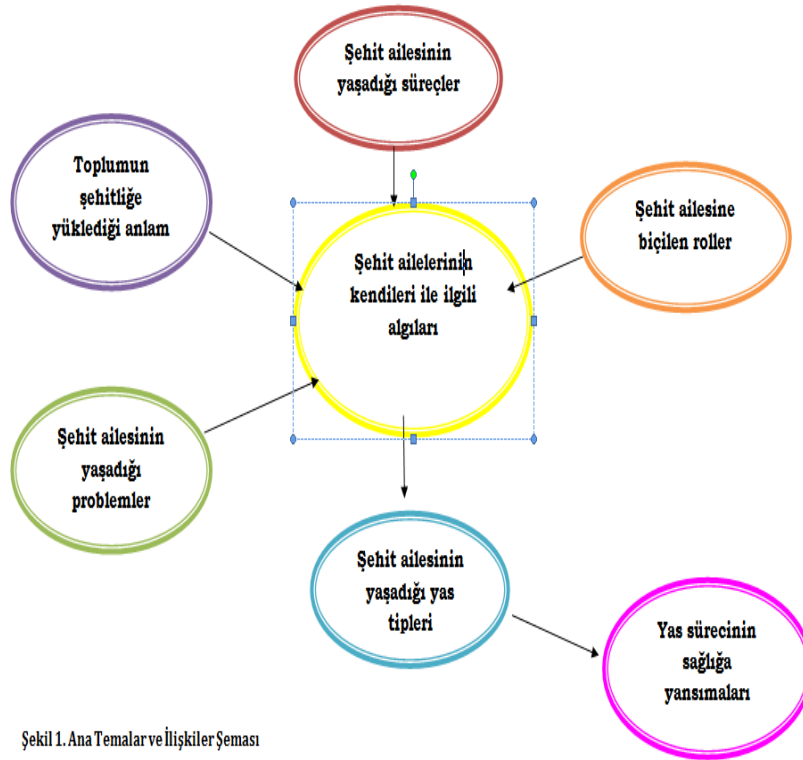 Şehit ailesinin
yaşadığı süreçler
Toplumun
şehitliğe
yüklediği anlam
Şehit ailesine
biçilen roller
Şehit ailelerinin
kendileri ile ilgili
algıları
Şehit ailesinin
yaşadığı
problemler
Şehit ailesinin
yaşadığı yas
tipleri
Yas sürecinin
sağlığa
yansımaları
Şekil 1. Ana Temalar ve İlişkiler Şeması